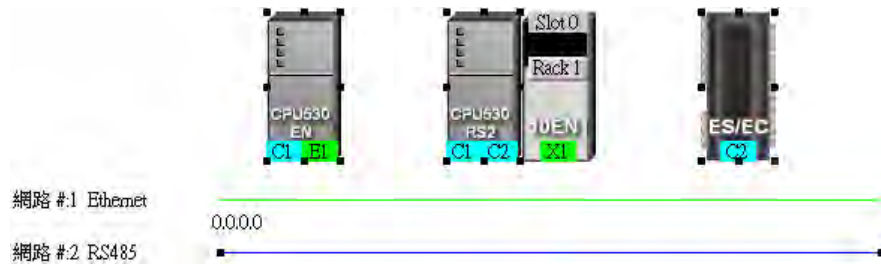 Slot 0
Rack 1
CPU530
EN
CPU530
RS2
10EN
ES/EC
C1 E1
C1 C2
X1
C2
網路 #:1 Ethernet
0.0.0.0
網路 #:2 RS485